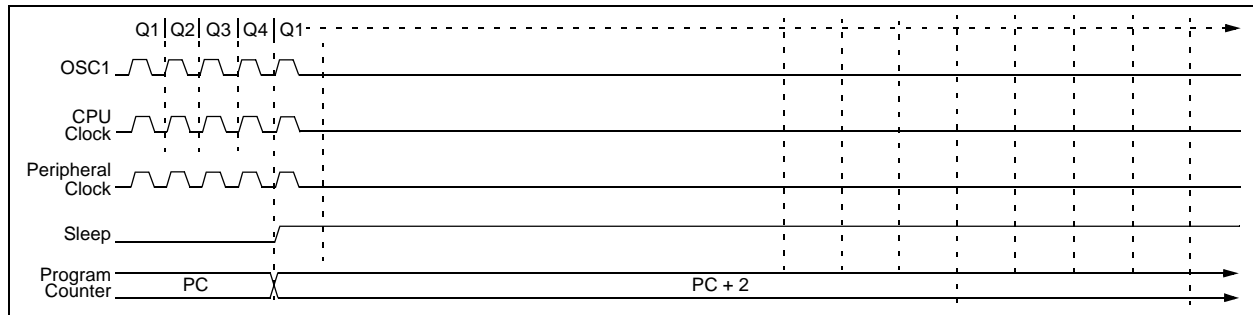 Q1 Q2 Q3 Q4 Q1
OSC1
CPU
Clock
Peripheral
Clock
Sleep
Program
Counter
PC
PC + 2